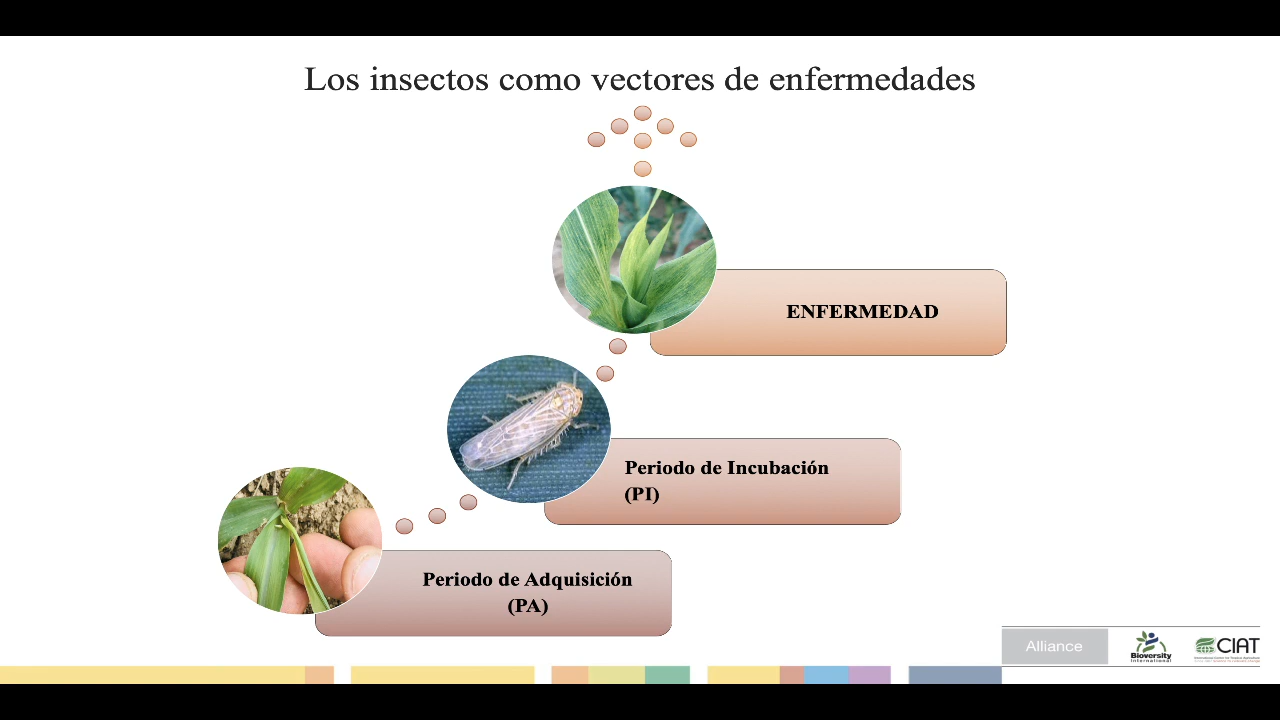 Los insectos como vectores de enfermedades
ENFERMEDAD
Periodo de Incubación
(PI)
Periodo de Adquisición
(PA)
Alliance
Bioversity
International
CIAT